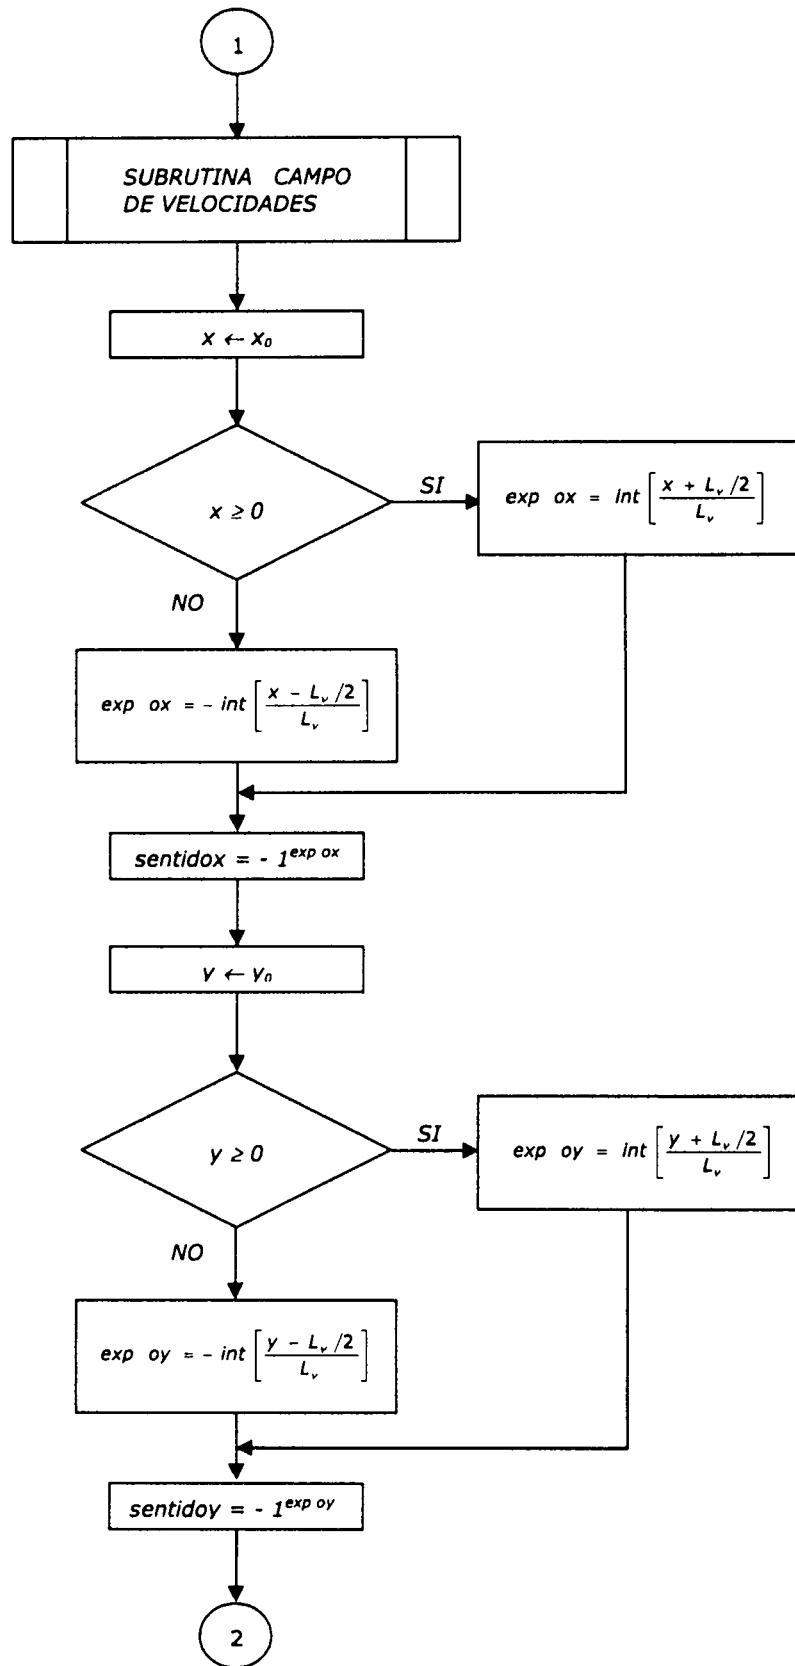 1
SUBRUTINA CAMPO
DE VELOCIDADES
x ← x₀
x ≥ 0
SI
exp ox = int [ (x + Lᵥ /2) / Lᵥ ]
NO
exp ox = - int [ (x - Lᵥ /2) / Lᵥ ]
sentidox = - 1^{exp ox}
y ← y₀
y ≥ 0
SI
exp oy = int [ (y + Lᵥ /2) / Lᵥ ]
NO
exp oy = - int [ (y - Lᵥ /2) / Lᵥ ]
sentidoy = - 1^{exp oy}
2